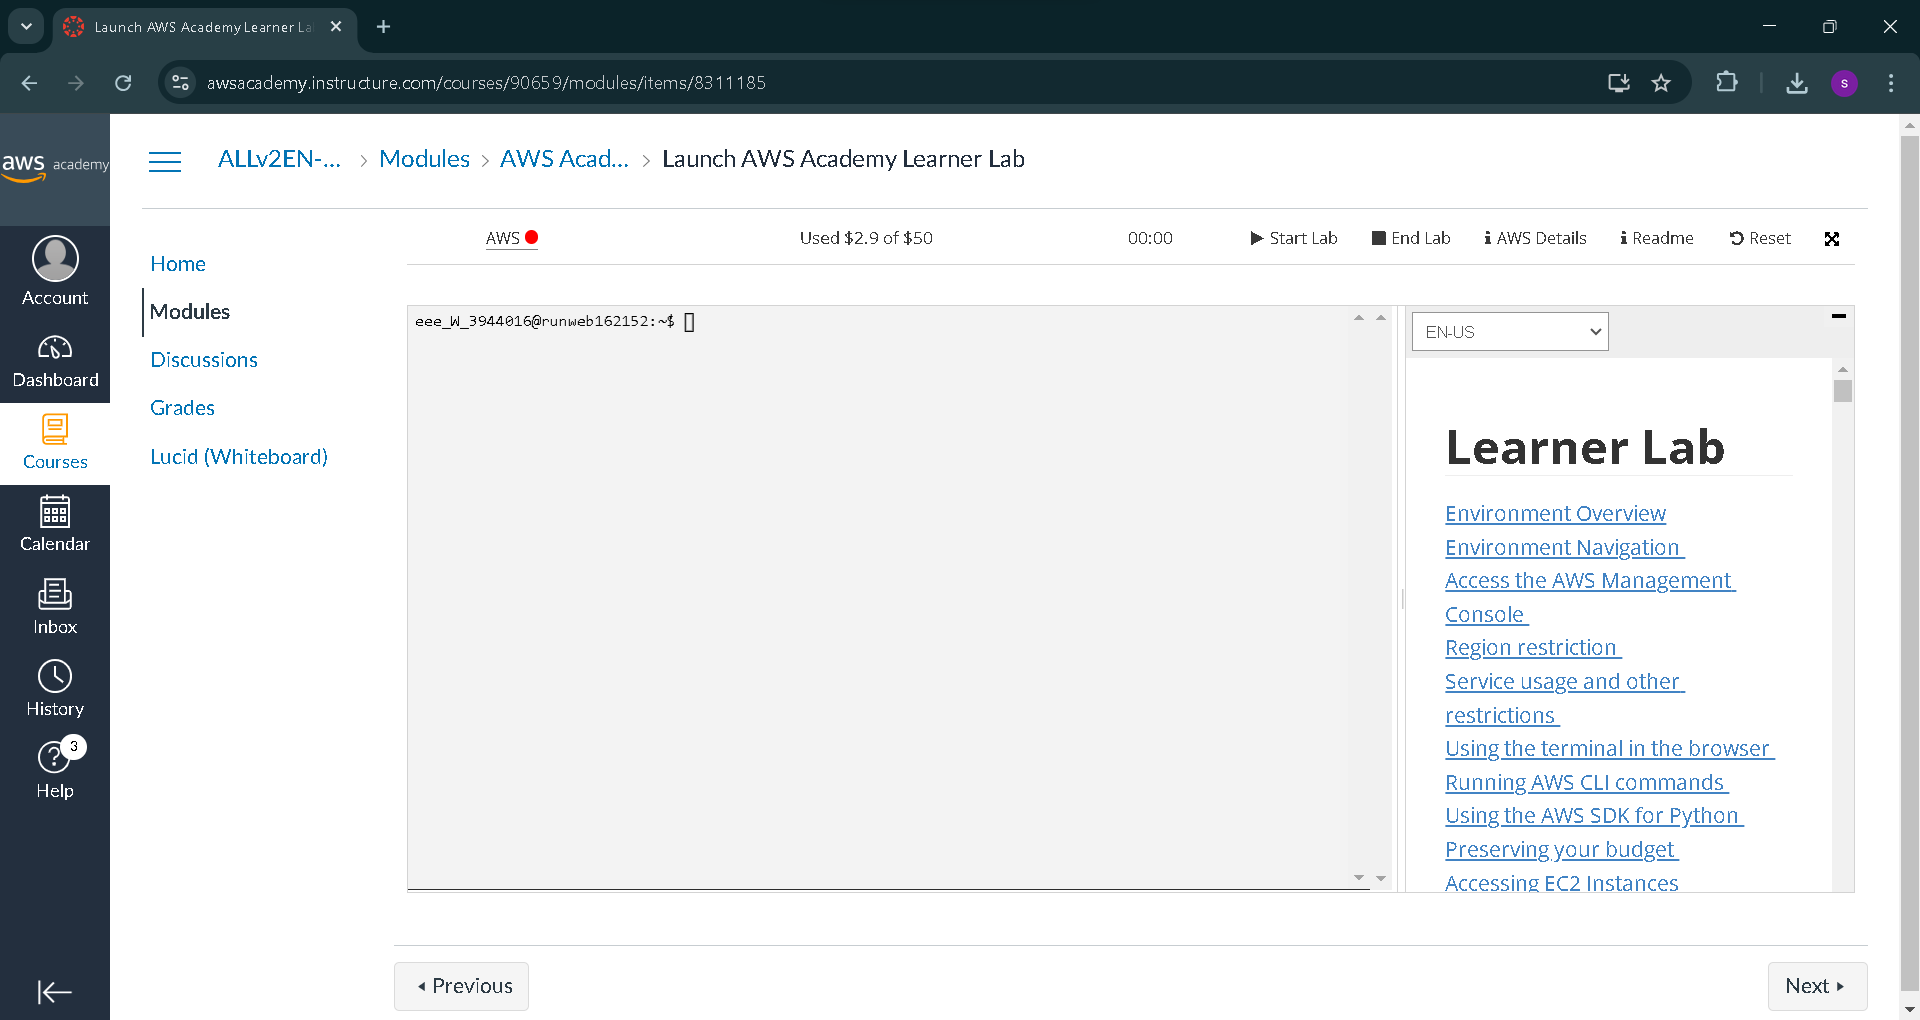 Launch AWS Academy Learner La
awsacademy.instructure.com/courses/90659/modules/items/8311185
S
aws academy
ALLv2EN-... > Modules > AWS Acad... > Launch AWS Academy Learner Lab
AWS
Used $2.9 of $50
00:00
Start Lab
End Lab
AWS Details
Readme
Reset
Account
Dashboard
Courses
Calendar
Inbox
History
3
Help
Home
Modules
Discussions
Grades
Lucid (Whiteboard)
eee_W_3944016@runweb162152:~$
EN-US
Learner Lab
Environment Overview
Environment Navigation
Access the AWS Management
Console
Region restriction
Service usage and other
restrictions
Using the terminal in the browser
Running AWS CLI commands
Using the AWS SDK for Python
Preserving your budget
Accessing EC2 Instances
Previous
Next